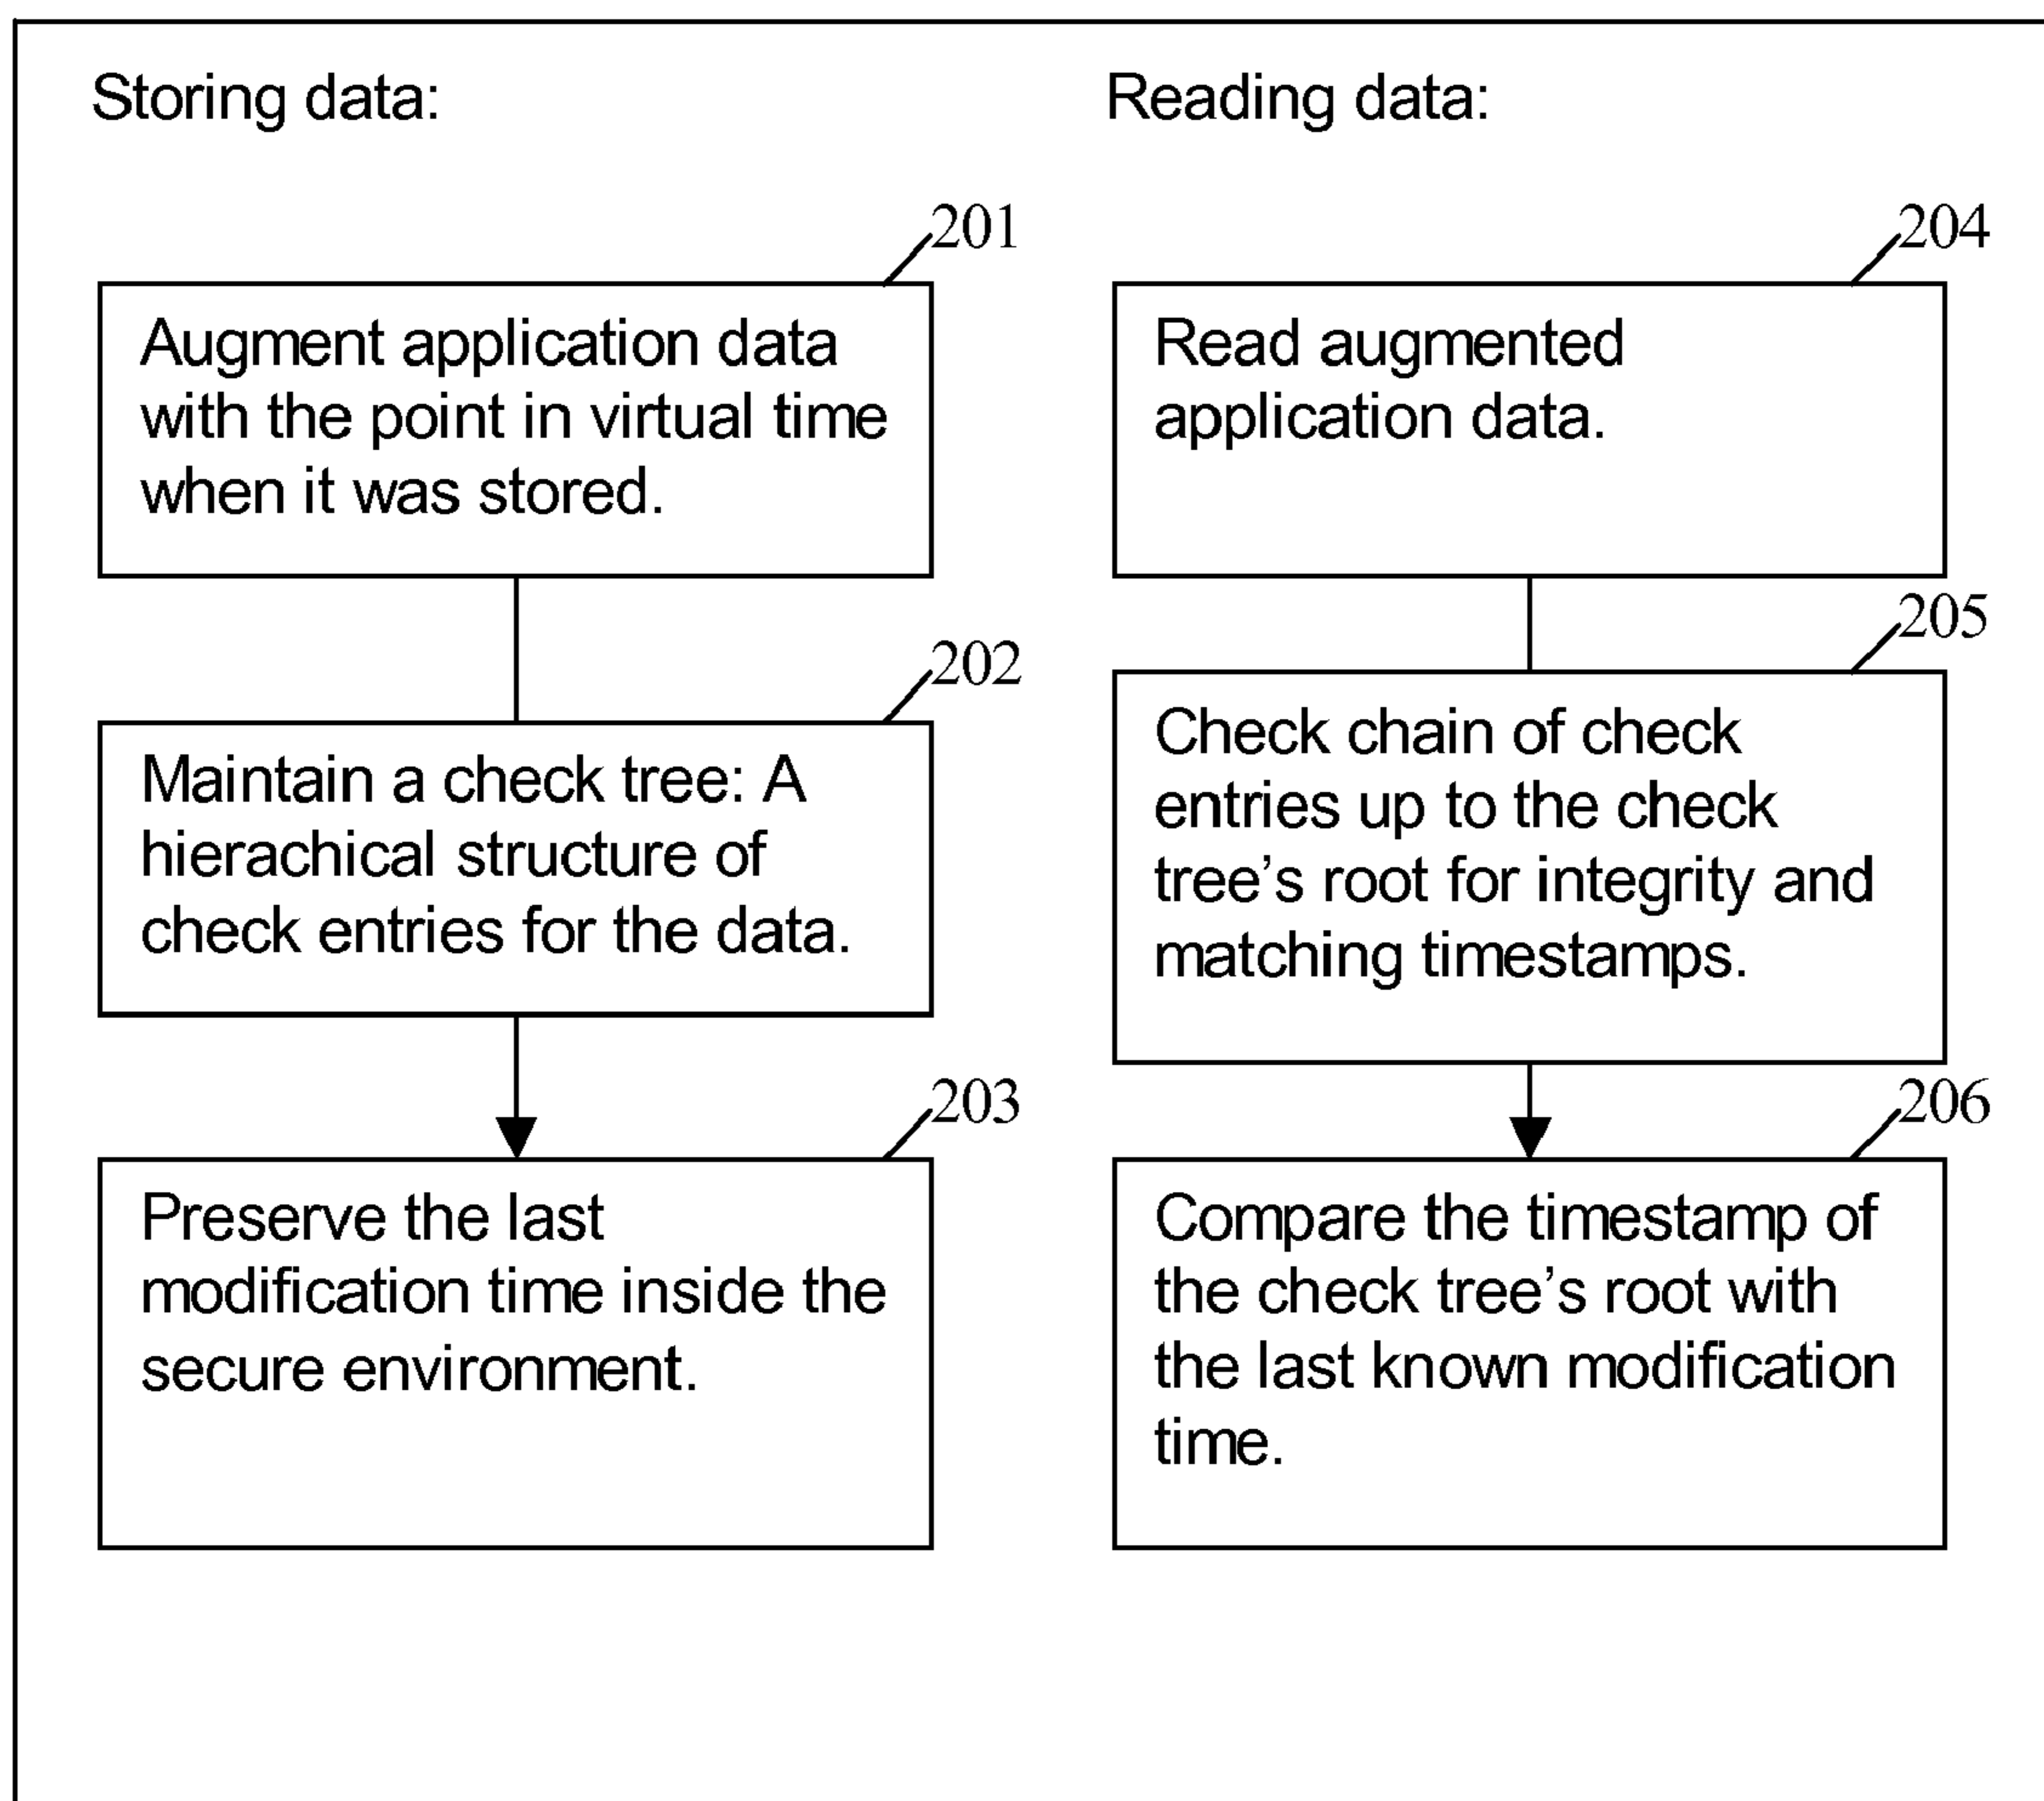 Storing data:
201
Augment application data
with the point in virtual time
when it was stored.
202
Maintain a check tree: A
hierachical structure of
check entries for the data.
203
Preserve the last
modification time inside the
secure environment.
Reading data:
204
Read augmented
application data.
205
Check chain of check
entries up to the check
tree’s root for integrity and
matching timestamps.
206
Compare the timestamp of
the check tree’s root with
the last known modification
time.